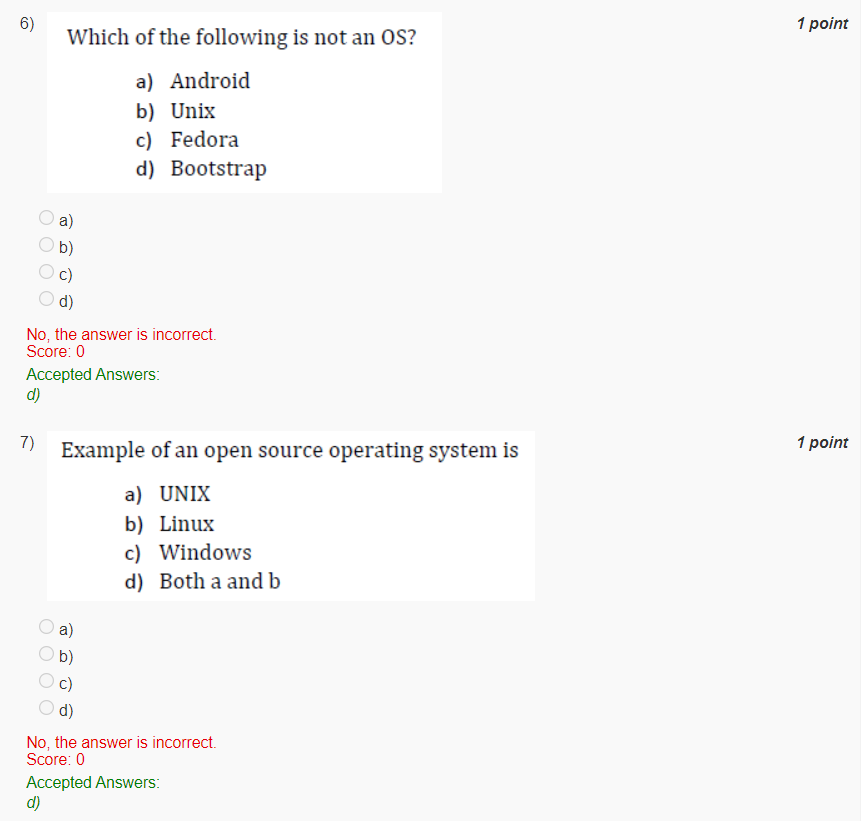 6) Which of the following is not an OS? 1 point
a) Android
b) Unix
c) Fedora
d) Bootstrap
a)
b)
c)
d)
No, the answer is incorrect.
Score: 0
Accepted Answers:
d)
7) Example of an open source operating system is 1 point
a) UNIX
b) Linux
c) Windows
d) Both a and b
a)
b)
c)
d)
No, the answer is incorrect.
Score: 0
Accepted Answers:
d)